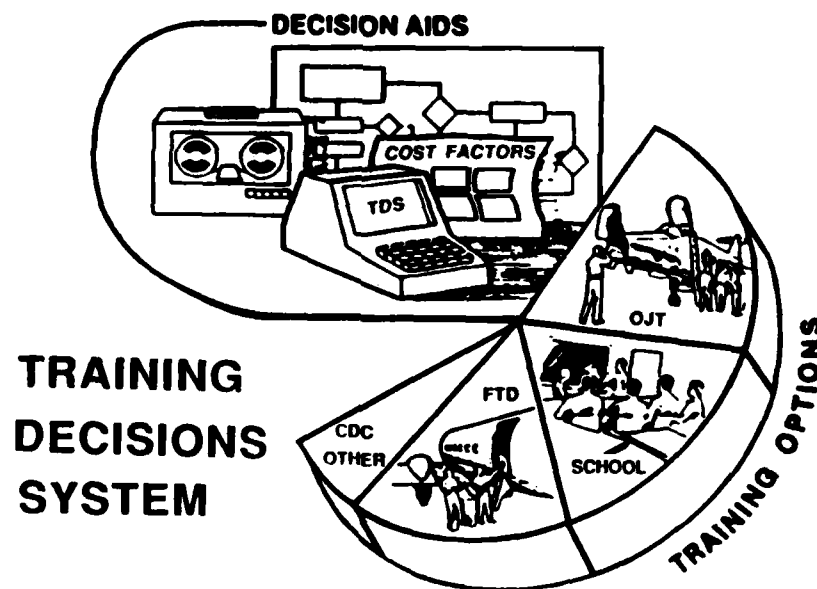 DECISION AIDS
COST FACTORS
TDS
OJT
TRAINING
DECISIONS
SYSTEM
FTD
CDC
OTHER
SCHOOL
TRAINING OPTIONS